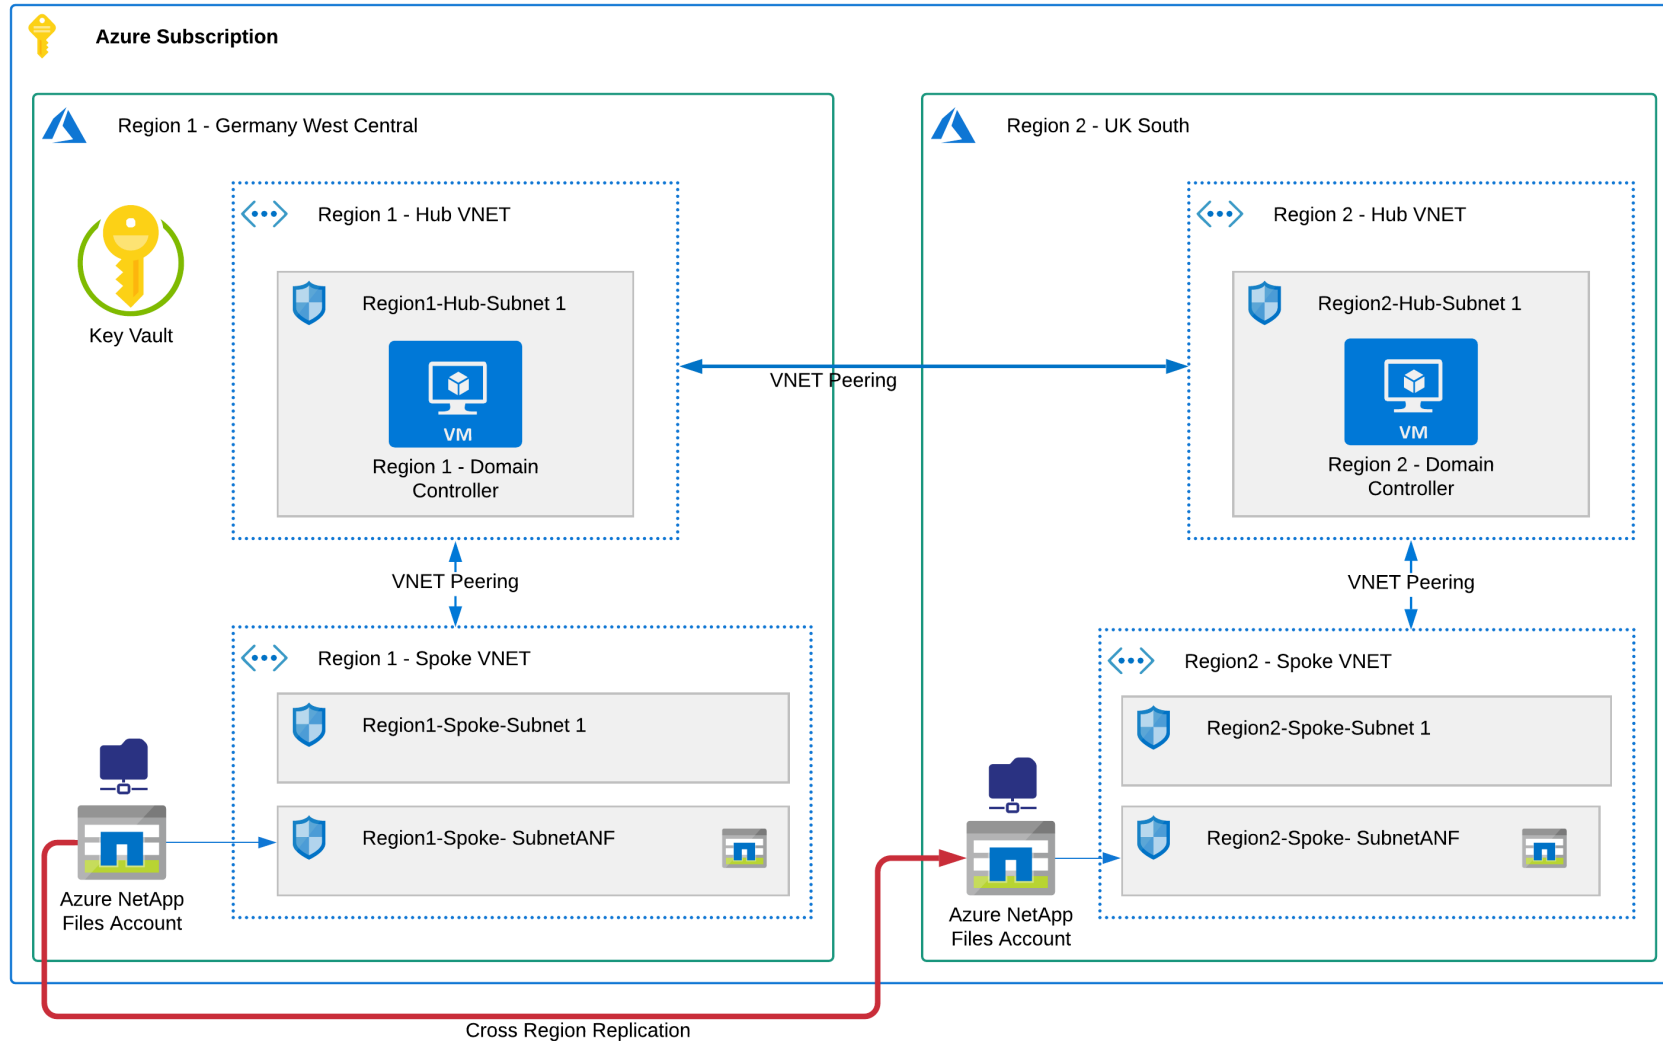 Azure Subscription
Region 1 - Germany West Central
Region 2 - UK South
Key Vault
Region 1 - Hub VNET
Region1-Hub-Subnet 1
VM
Region 1 - Domain
Controller
VNET Peering
Region 2 - Hub VNET
Region2-Hub-Subnet 1
VM
Region 2 - Domain
Controller
VNET Peering
VNET Peering
Region 1 - Spoke VNET
Region1-Spoke-Subnet 1
Region1-Spoke- SubnetANF
Azure NetApp
Files Account
Region2 - Spoke VNET
Region2-Spoke-Subnet 1
Region2-Spoke- SubnetANF
Azure NetApp
Files Account
Cross Region Replication